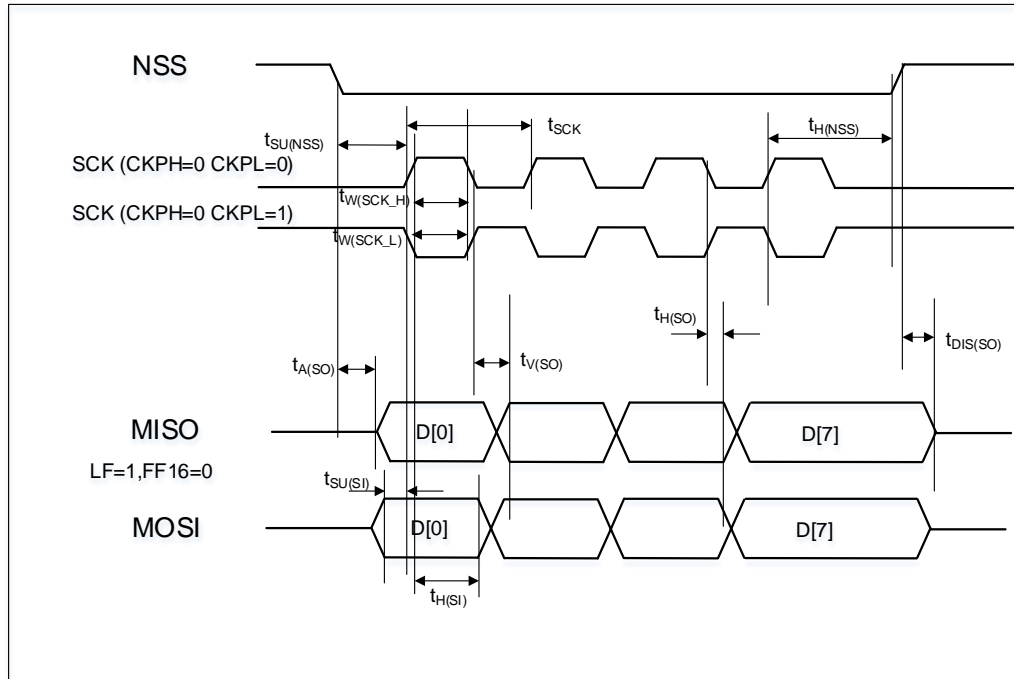 NSS
tSU(NSS)
tSCK
tH(NSS)
SCK (CKPH=0 CKPL=0)
tW(SCK_H)
SCK (CKPH=0 CKPL=1)
tW(SCK_L)
tH(SO)
tDIS(SO)
tA(SO)
tV(SO)
MISO
D[0]
D[7]
LF=1,FF16=0
tSU(SI)
MOSI
D[0]
D[7]
tH(SI)